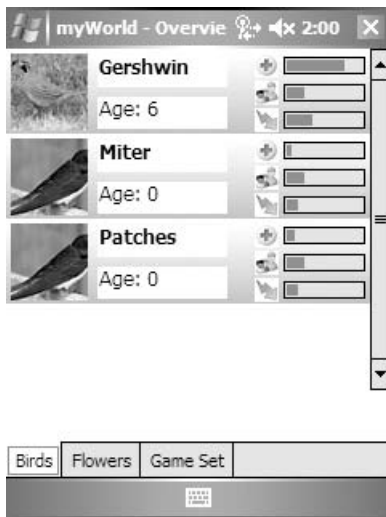 myWorld - Overvie 2:00
Gershwin
Age: 6
Miter
Age: 0
Patches
Age: 0
Birds Flowers Game Set